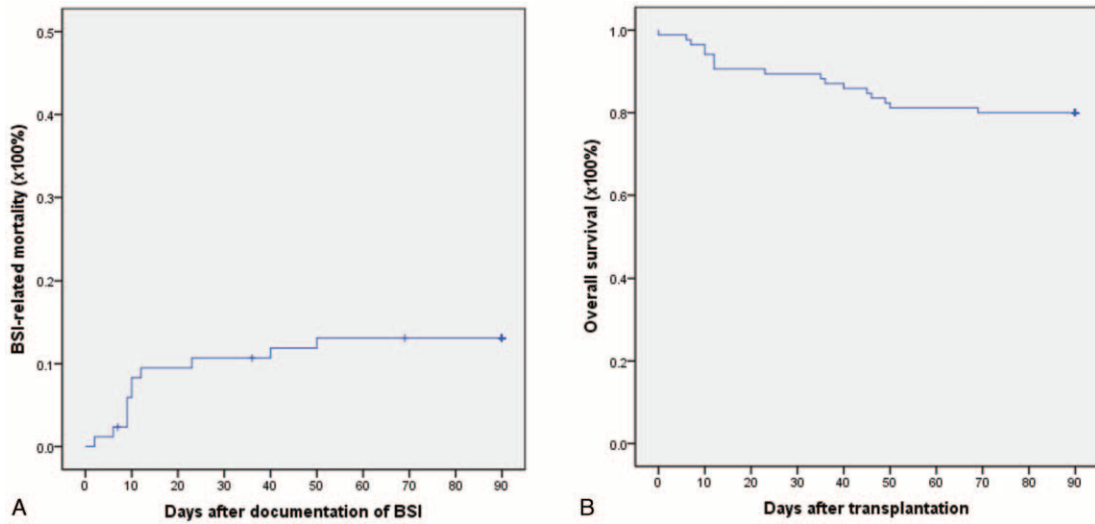 BSI-related mortality (x100%)
0.5
0.4
0.3
0.2
0.1
0.0
0 10 20 30 40 50 60 70 80 90
Days after documentation of BSI
A
Overall survival (x100%)
1.0
0.8
0.6
0.4
0.2
0.0
0 10 20 30 40 50 60 70 80 90
Days after transplantation
B